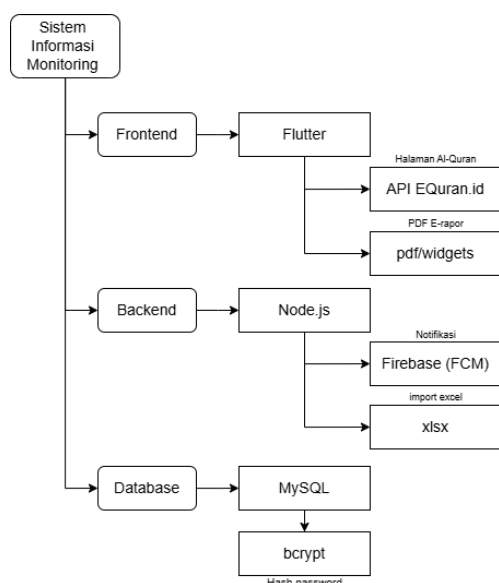 Sistem
Informasi
Monitoring
Frontend
Flutter
Halaman Al-Quran
API EQuran.id
PDF E-rapor
pdf/widgets
Backend
Node.js
Notifikasi
Firebase (FCM)
import excel
xlsx
Database
MySQL
bcrypt
Hash password